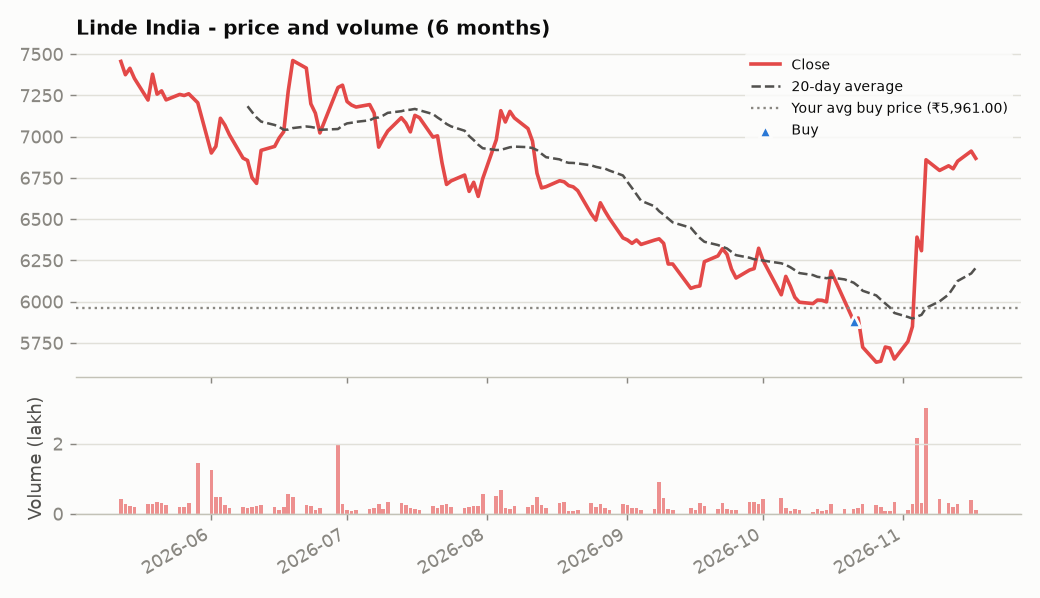 Linde India - price and volume (6 months)
Close
20-day average
Your avg buy price (₹5,961.00)
Buy
7500
7250
7000
6750
6500
6250
6000
5750
Volume (lakh)
2
0
2026-06
2026-07
2026-08
2026-09
2026-10
2026-11